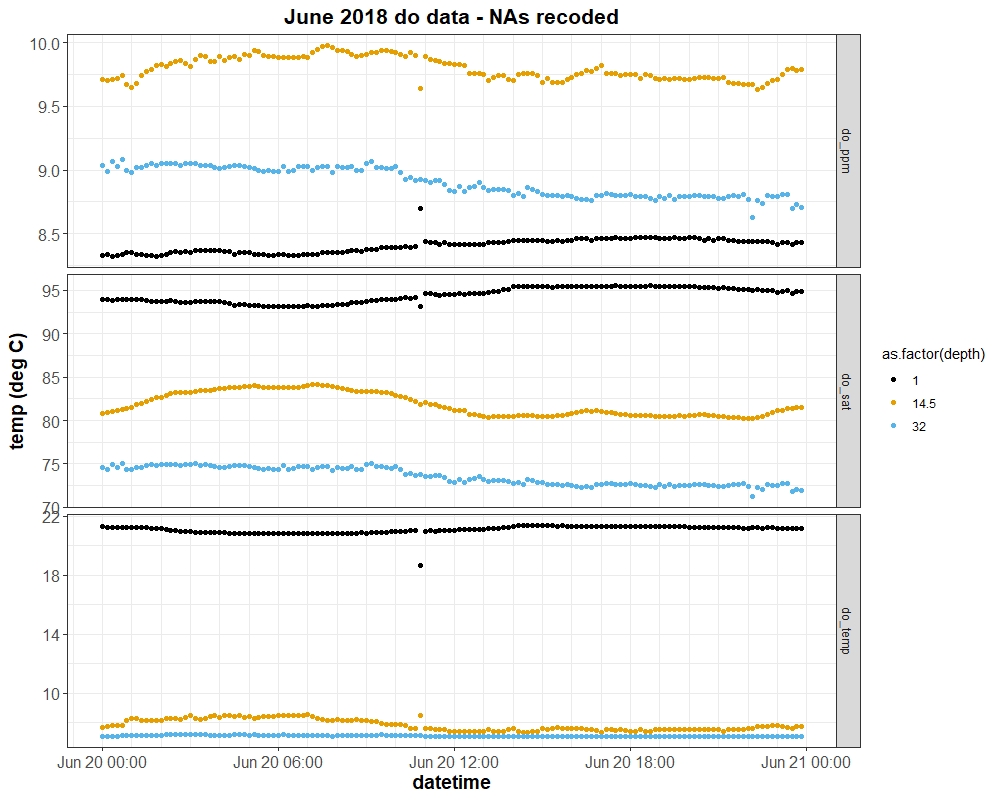 June 2018 do data - NAs recoded
10.0
9.5
9.0
8.5
do_ppm
95
90
85
80
75
70
do_sat
22
18
14
10
do_temp
temp (deg C)
Jun 20 00:00 Jun 20 06:00 Jun 20 12:00 Jun 20 18:00 Jun 21 00:00
datetime
as.factor(depth)
1
14.5
32